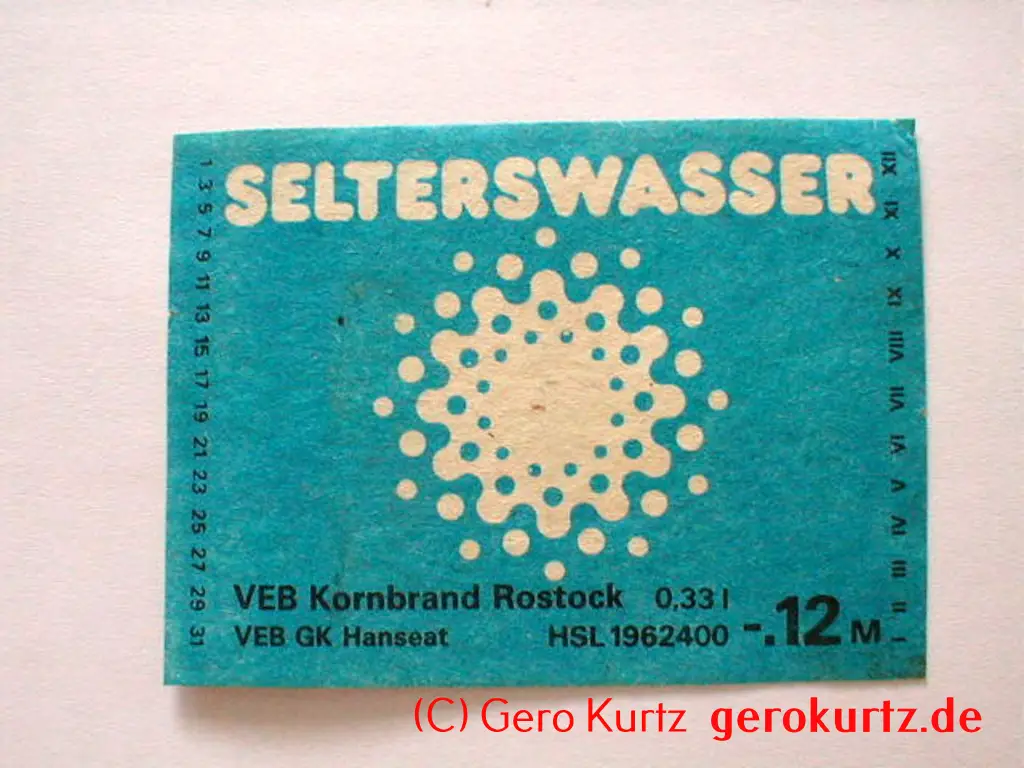 SELTERSWASSER
1 3 5 7 9 11 13 15 17 19 21 23 25 27 29 31
XII XI X IX VIII VII VI V IV III II I
VEB Kornbrand Rostock 0,33 l
VEB GK Hanseat HSL 1962400 -.12 M
(C) Gero Kurtz gerokurtz.de